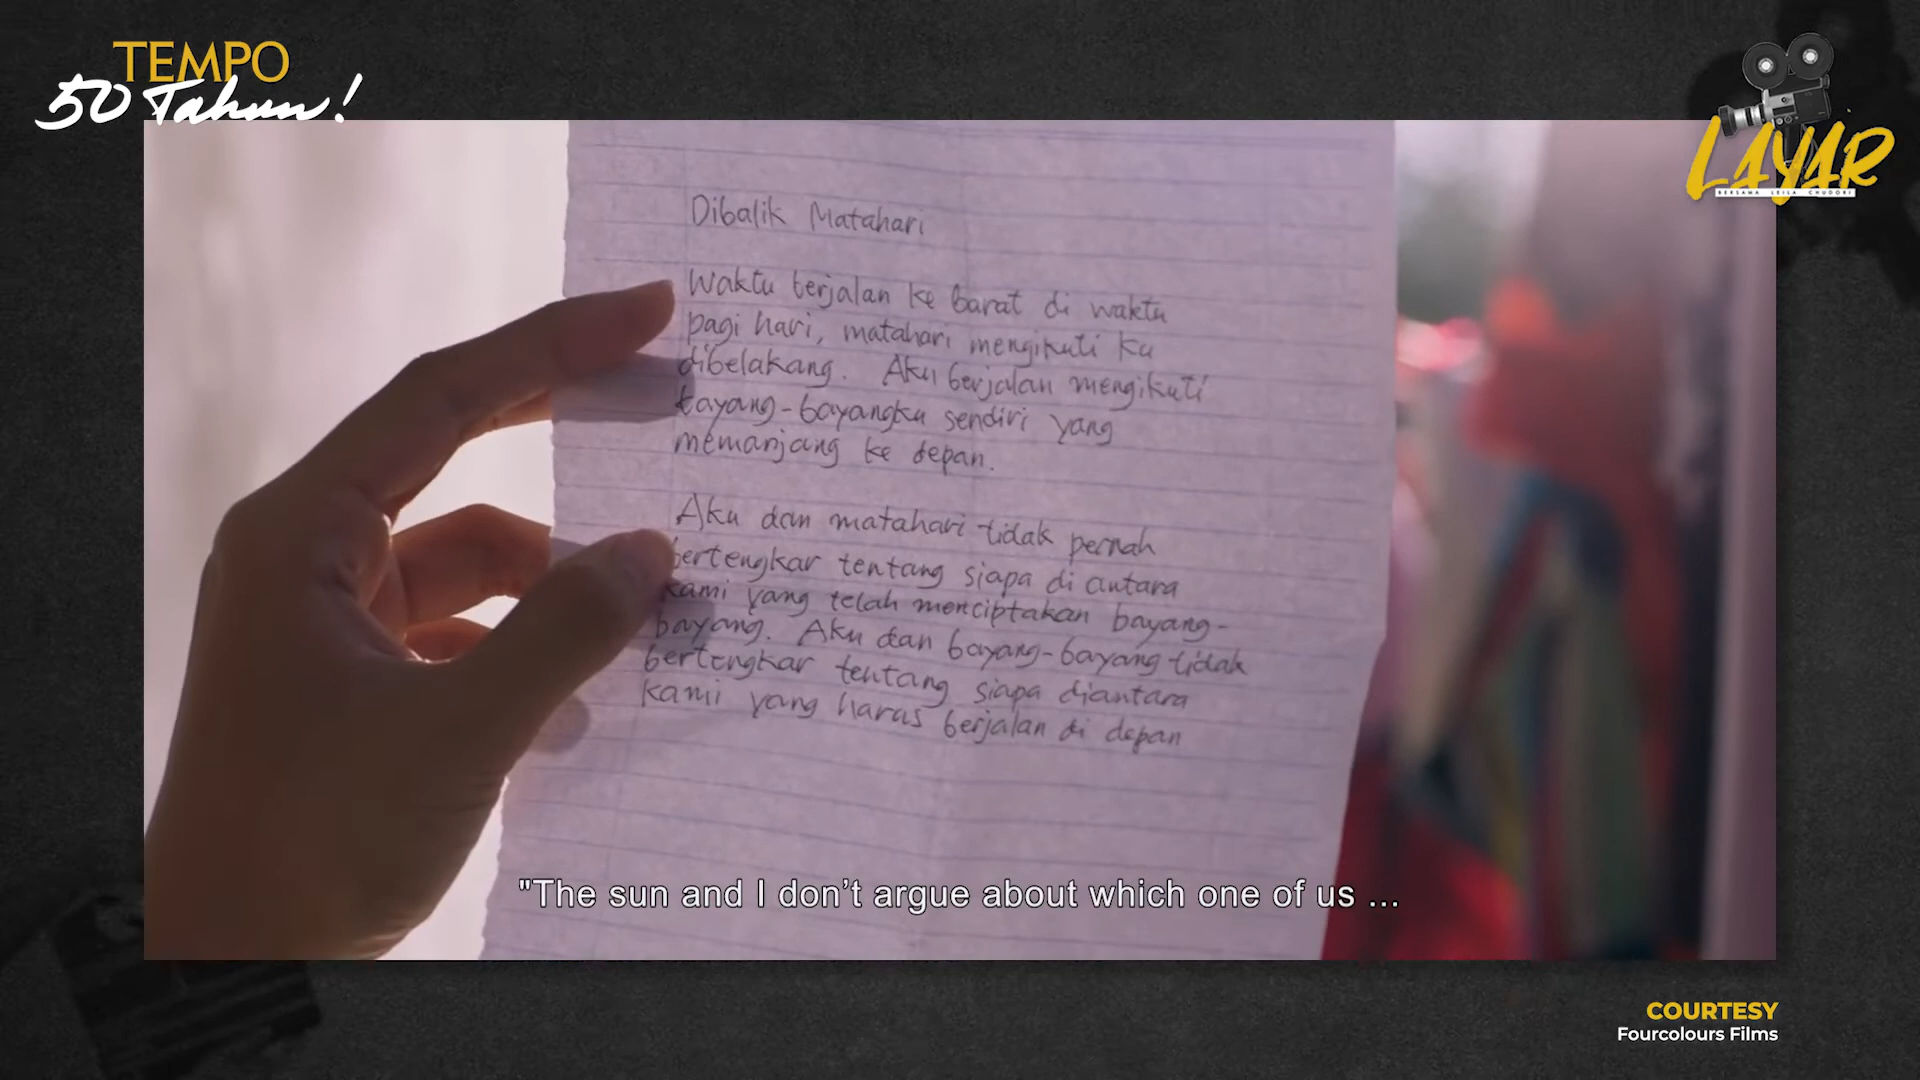 TEMPO
50 Tahun!
LAYAR
BERSAMA LEILA CHUDORI
Dibalik Matahari
Waktu berjalan ke barat di waktu
pagi hari, matahari mengikuti ku
dibelakang. Aku berjalan mengikuti
bayang-bayangku sendiri yang
memanjang ke depan.
Aku dan matahari tidak pernah
bertengkar tentang siapa di antara
kami yang telah menciptakan bayang-
bayang. Aku dan bayang-bayang tidak
bertengkar tentang siapa diantara
kami yang harus berjalan di depan
"The sun and I don’t argue about which one of us ...
COURTESY
Fourcolours Films